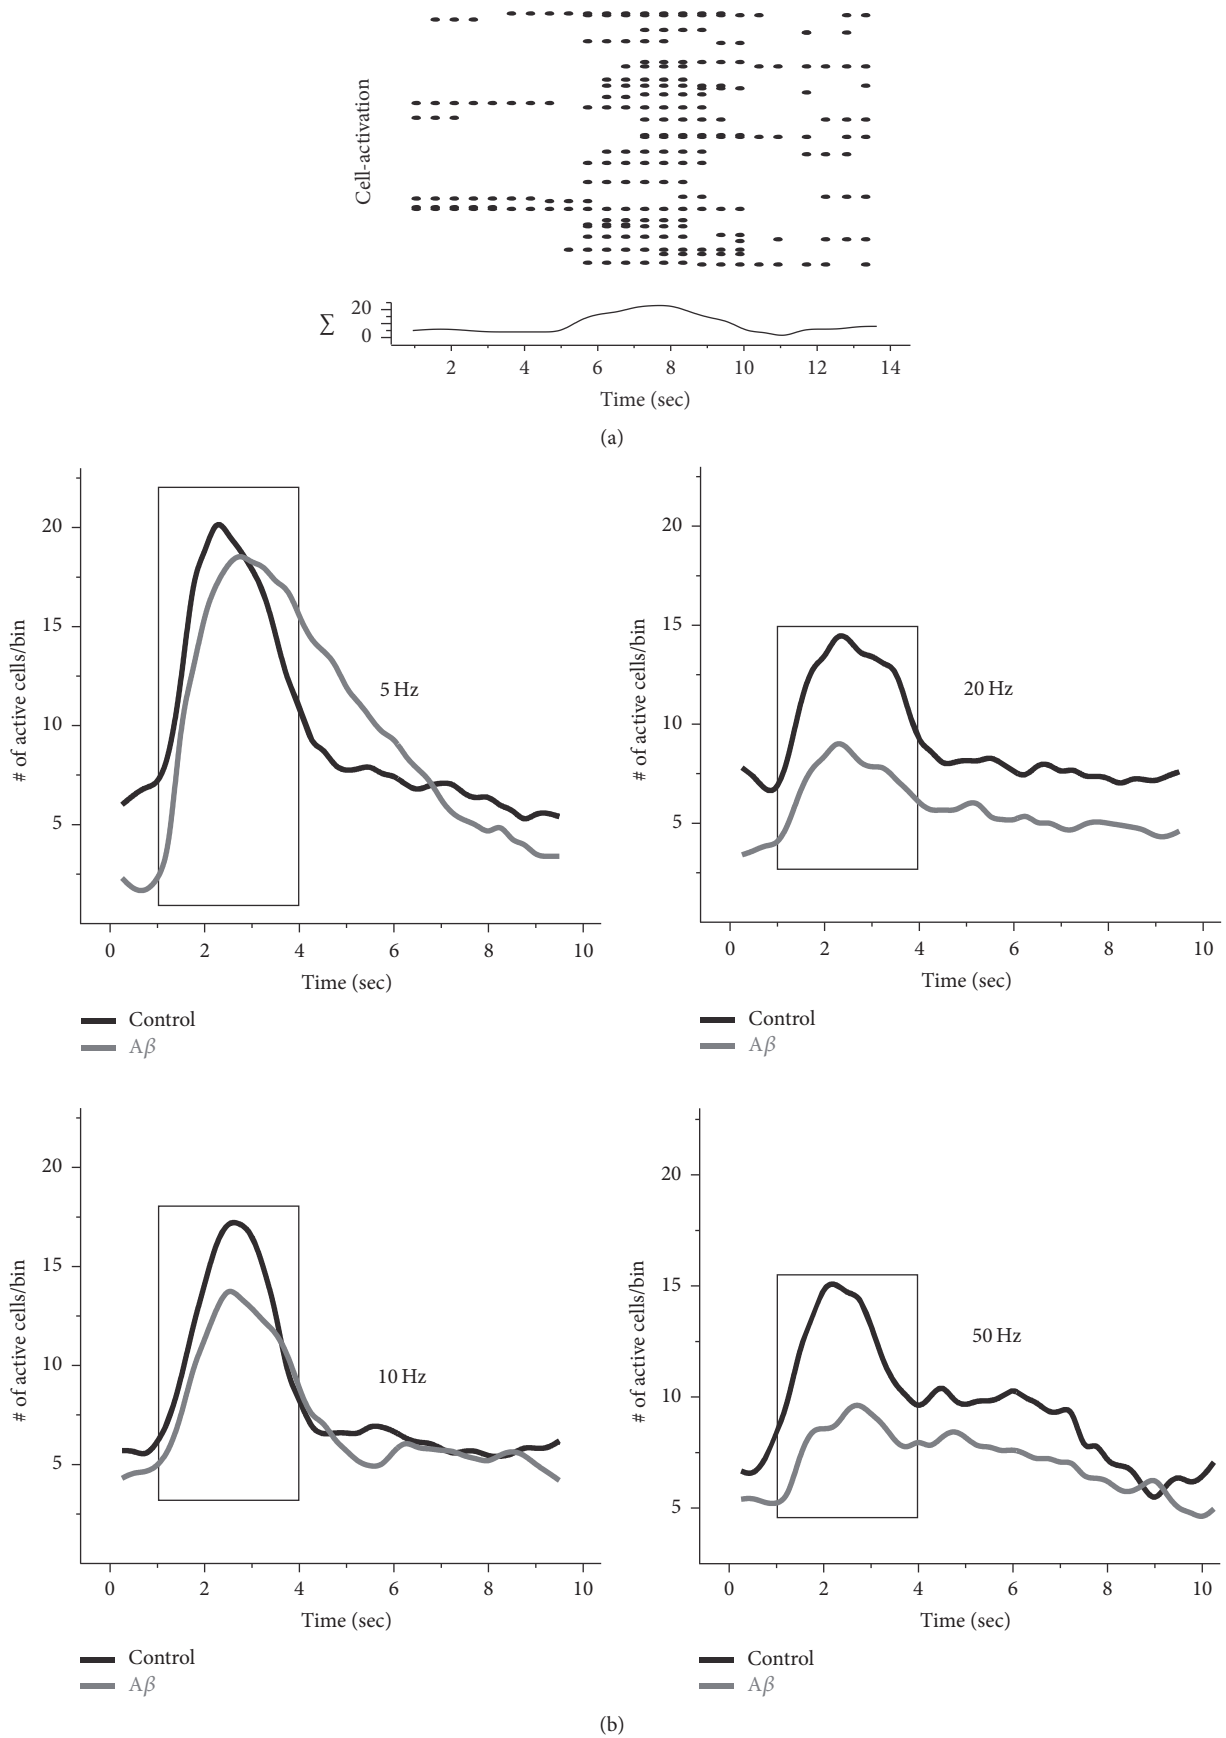 Cell-activation
∑
20
0
2 4 6 8 10 12 14
Time (sec)
(a)
# of active cells/bin
20
15
10
5
5 Hz
0 2 4 6 8 10
Time (sec)
Control
Aβ
# of active cells/bin
20
15
10
5
20 Hz
0 2 4 6 8 10
Time (sec)
Control
Aβ
# of active cells/bin
20
15
10
5
10 Hz
0 2 4 6 8 10
Time (sec)
Control
Aβ
# of active cells/bin
20
15
10
5
50 Hz
0 2 4 6 8 10
Time (sec)
Control
Aβ
(b)